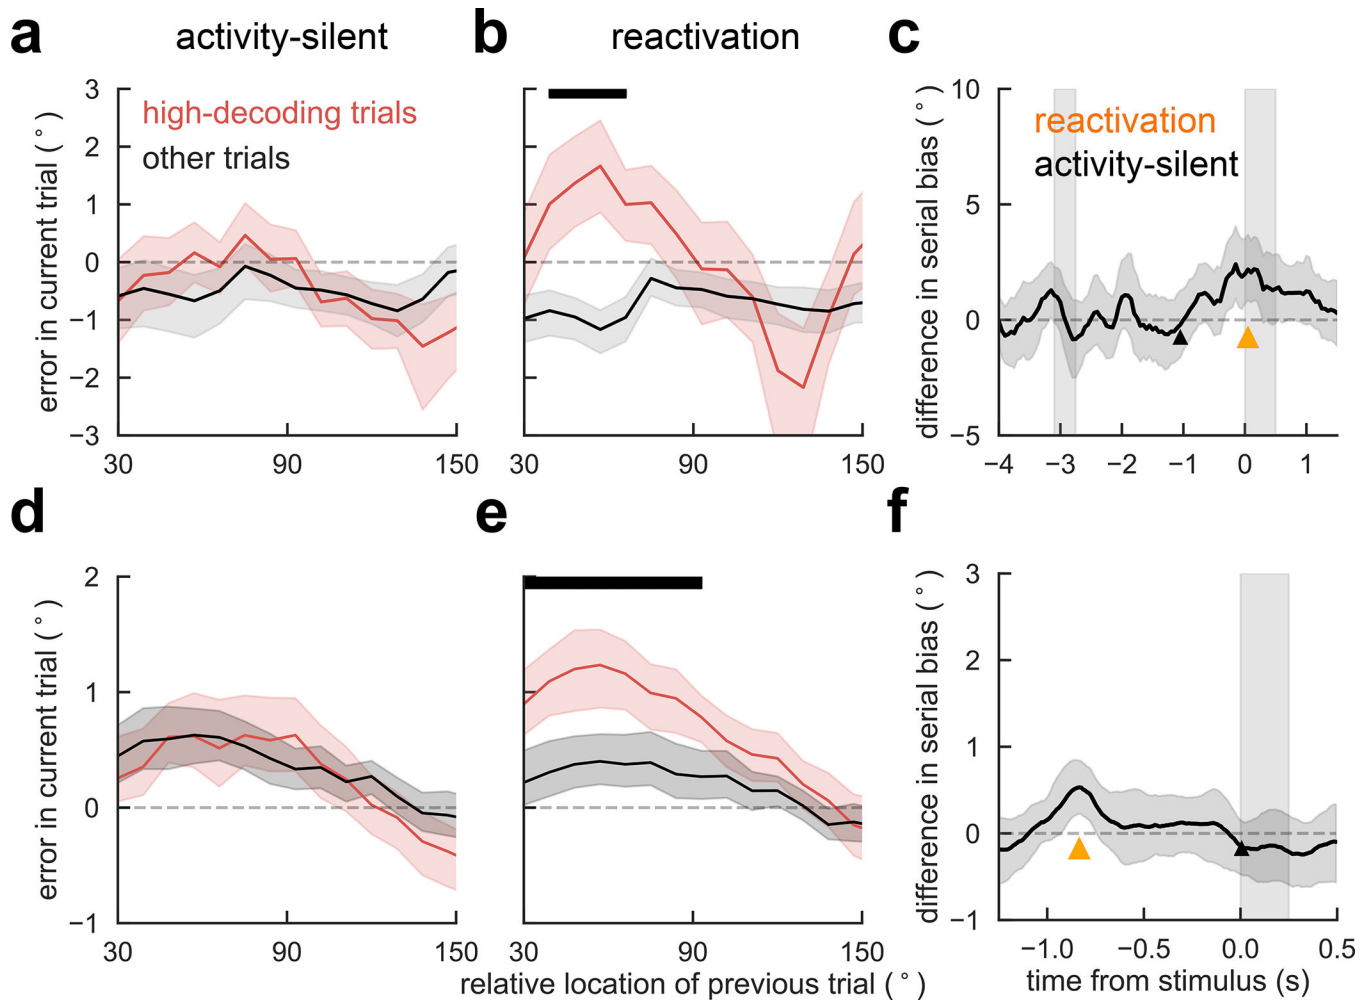 a activity-silent
b reactivation
c
error in current trial (°)
3
2
1
0
−1
−2
−3
30 90 150
high-decoding trials
other trials
30 90 150
difference in serial bias (°)
10
5
0
−5
−4 −3 −2 −1 0 1
reactivation
activity-silent
d
e
f
error in current trial (°)
2
1
0
−1
30 90 150
30 90 150
relative location of previous trial (°)
difference in serial bias (°)
3
2
1
0
−1
−1.0 −0.5 0.0 0.5
time from stimulus (s)